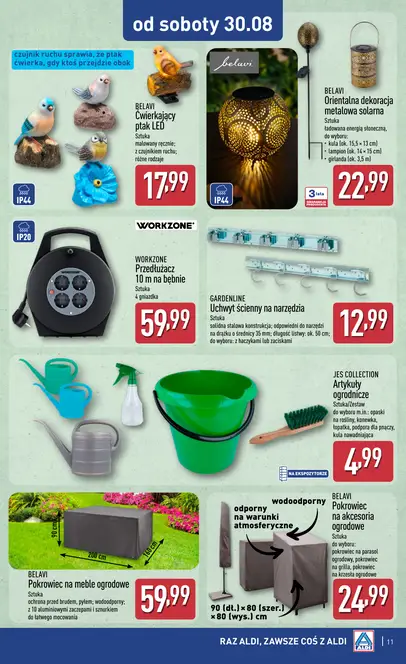 od soboty 30.08
czujnik ruchu sprawia, że ptak
ćwierka, gdy ktoś przejdzie obok
BELAVI
Ćwierkający
ptak LED
Sztuka
malowany ręcznie;
z czujnikiem ruchu;
różne rodzaje
17,99
IP44
belavi
IP44
3 lata
BELAVI
Orientalna dekoracja
metalowa solarna
Sztuka
ładowana energią słoneczną,
do wyboru:
• kula (ok. 15,5 × 13 cm)
• lampion (ok. 14 × 15 cm)
• girlanda (ok. 3,5 m)
22,99
IP20
WORKZONE
WORKZONE
Przedłużacz
10 m na bębnie
Sztuka
4 gniazdka
59,99
GARDENLINE
Uchwyt ścienny na narzędzia
Sztuka
solidna stalowa konstrukcja; odpowiedni do narzędzi
na drążku o średnicy 35 mm; długość listwy: ok. 50 cm;
do wyboru: z haczykami lub zaciskami
12,99
JES COLLECTION
Artykuły
ogrodnicze
Sztuka/Zestaw
do wyboru m.in.: opaski
na rośliny, konewka,
łopatka, podpora dla pnączy,
kula nawadniająca
4,99
NA EKSPOZYTORZE
90 cm
200 cm
160 cm
BELAVI
Pokrowiec na meble ogrodowe
Sztuka
ochrona przed brudem, pyłem; wodoodporny;
z 10 aluminiowymi zaczepami i sznurkiem
do łatwego mocowania
59,99
odporny
na warunki
atmosferyczne
wodoodporny
90 (dł.) × 80 (szer.)
× 80 (wys.) cm
BELAVI
Pokrowiec
na akcesoria
ogrodowe
Sztuka
do wyboru:
pokrowiec na parasol
ogrodowy, pokrowiec
na grilla, pokrowiec
na krzesła ogrodowe
24,99
RAZ ALDI, ZAWSZE COŚ Z ALDI
ALDI
11